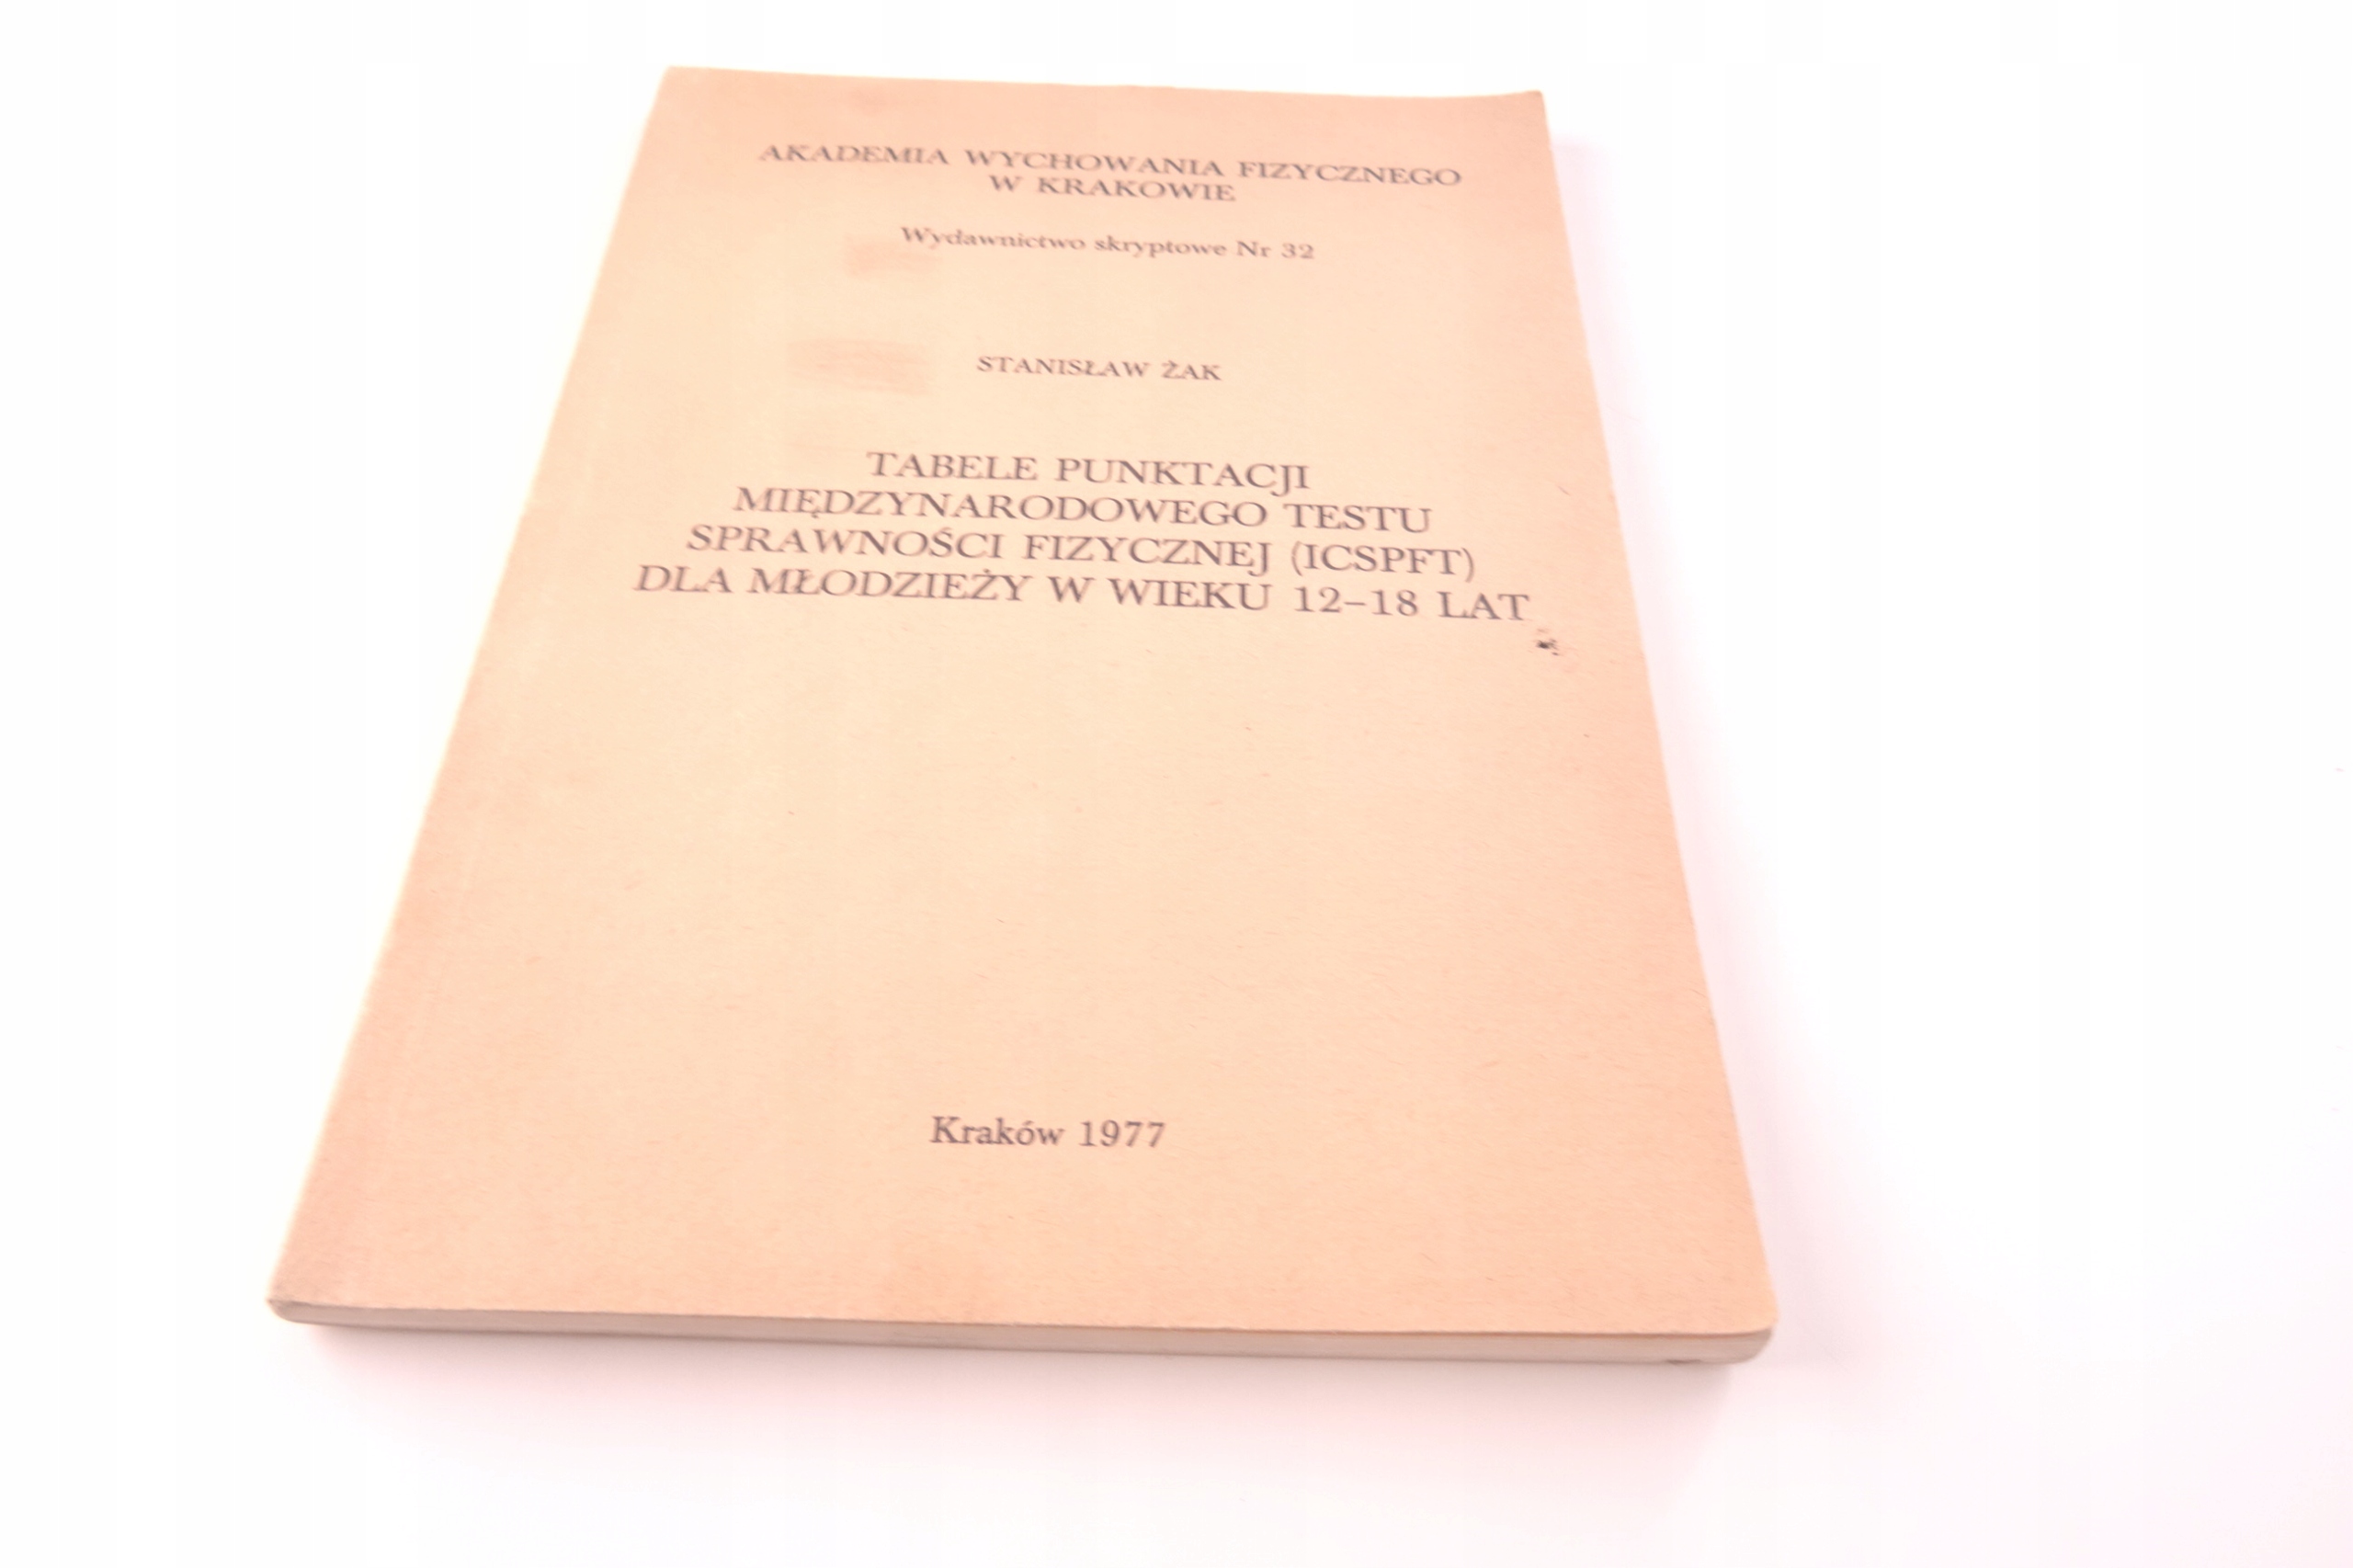 AKADEMIA WYCHOWANIA FIZYCZNEGO
W KRAKOWIE
Wydawnictwo skryptowe Nr 32
STANISŁAW ŻAK
TABELE PUNKTACJI
MIĘDZYNARODOWEGO TESTU
SPRAWNOŚCI FIZYCZNEJ (ICSPFT)
DLA MŁODZIEŻY W WIEKU 12–18 LAT
Kraków 1977